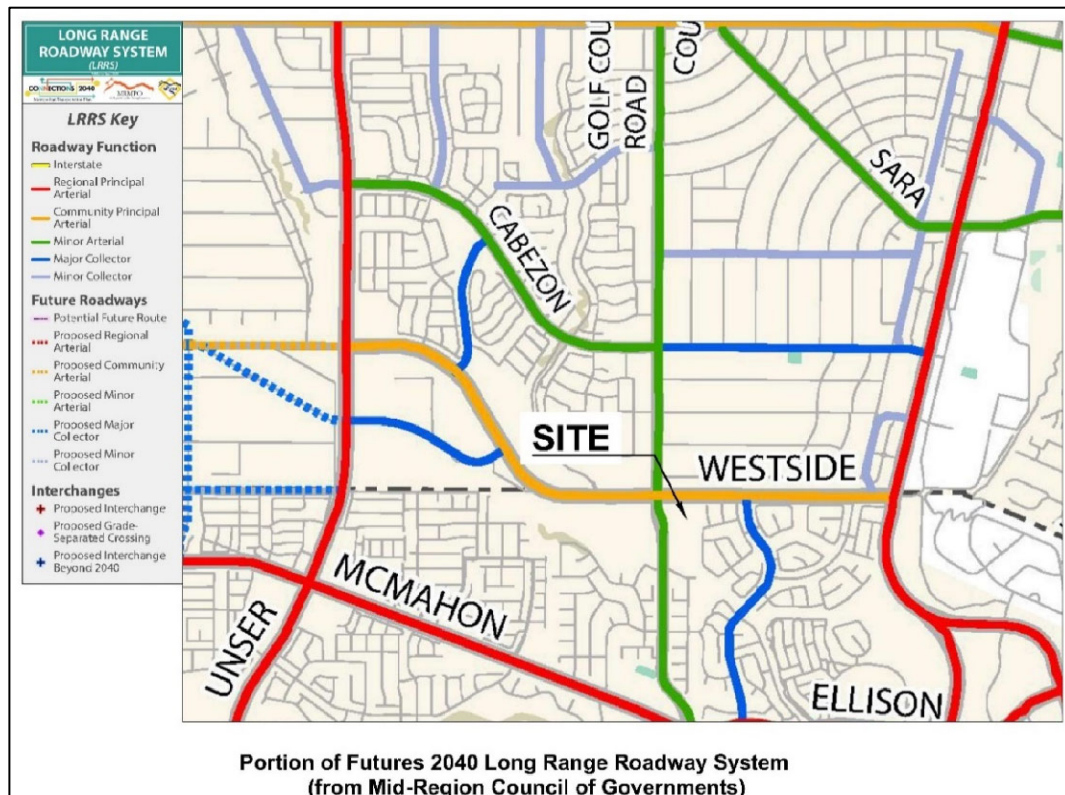 LONG RANGE
ROADWAY SYSTEM
(LRRS)
CONNECTIONS 2040
MRMPO
LRRS Key
Roadway Function
Interstate
Regional Principal
Arterial
Community Principal
Arterial
Minor Arterial
Major Collector
Minor Collector
Future Roadways
Potential Future Route
Proposed Regional
Arterial
Proposed Community
Arterial
Proposed Minor
Arterial
Proposed Major
Collector
Proposed Minor
Collector
Interchanges
Proposed Interchange
Proposed Grade-
Separated Crossing
Proposed Interchange
Beyond 2040
GOLF COU
ROAD
COU
SARA
CABEZON
SITE
WESTSIDE
MCMAHON
UNSER
ELLISON
Portion of Futures 2040 Long Range Roadway System
(from Mid-Region Council of Governments)